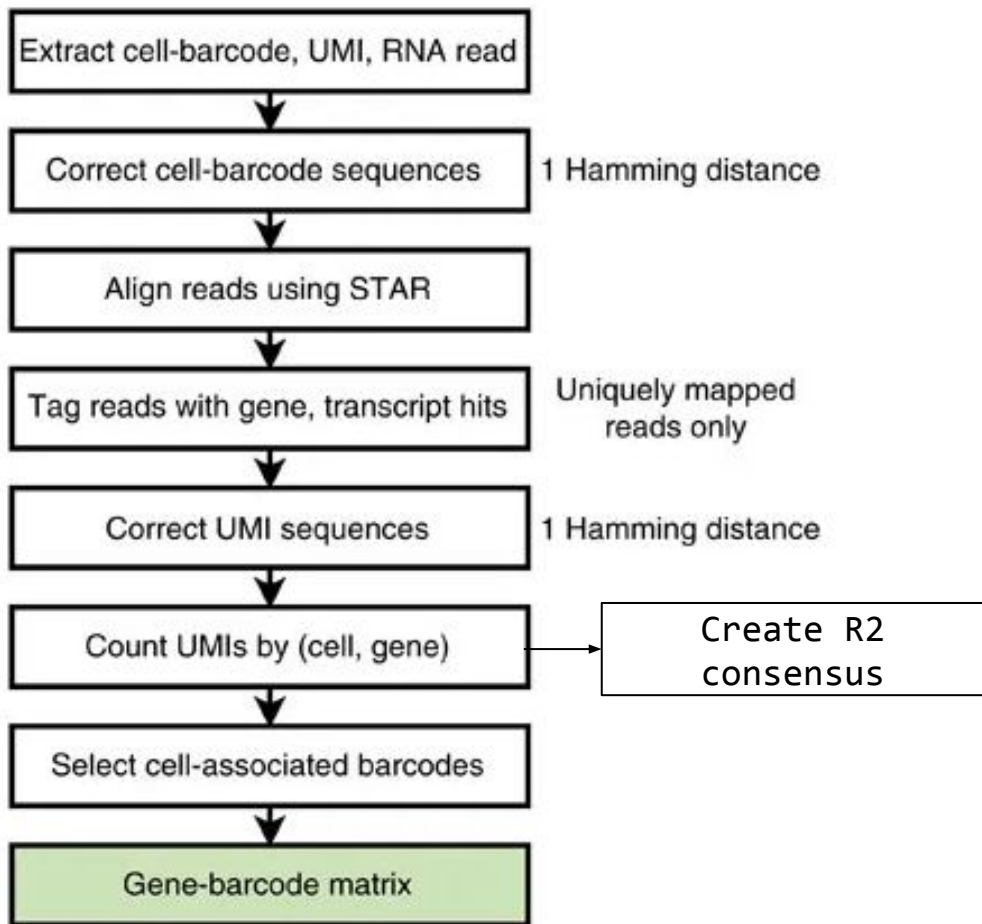 Extract cell-barcode, UMI, RNA read
Correct cell-barcode sequences
1 Hamming distance
Align reads using STAR
Tag reads with gene, transcript hits
Uniquely mapped
reads only
Correct UMI sequences
1 Hamming distance
Count UMIs by (cell, gene)
Create R2
consensus
Select cell-associated barcodes
Gene-barcode matrix